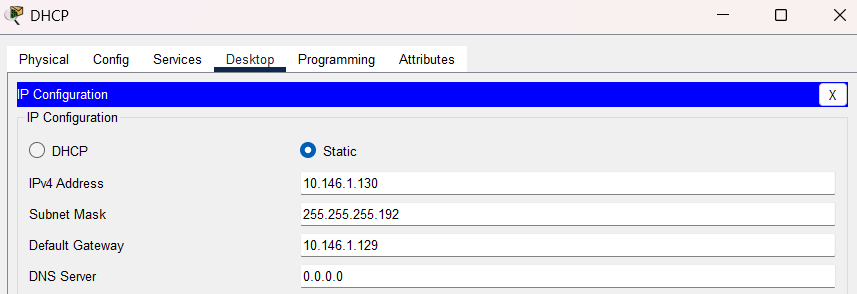 DHCP
Physical Config Services Desktop Programming Attributes
IP Configuration X
IP Configuration
DHCP Static
IPv4 Address 10.146.1.130
Subnet Mask 255.255.255.192
Default Gateway 10.146.1.129
DNS Server 0.0.0.0